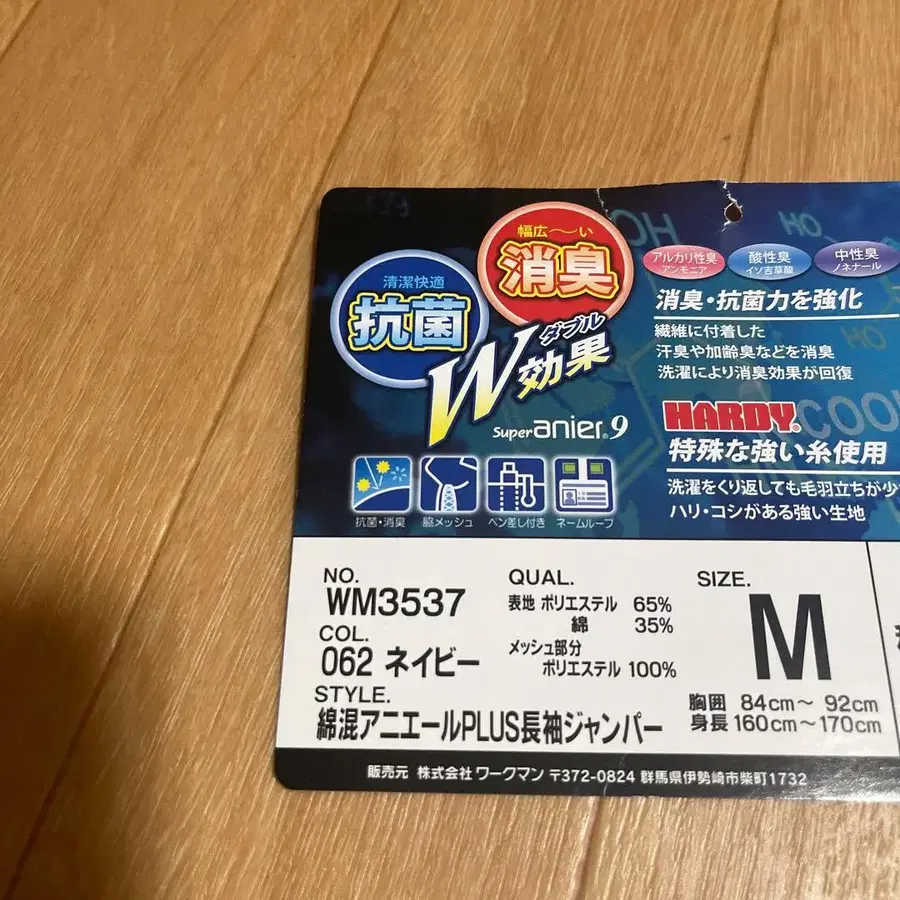 清潔快適
抗菌
幅広〜い
消臭
W
ダブル
効果
Super anier® 9
抗菌・消臭
脇メッシュ
ペン差し付き
ネームループ
アルカリ性臭
アンモニア
酸性臭
イソ吉草酸
中性臭
ノネナール
消臭・抗菌力を強化
繊維に付着した
汗臭や加齢臭などを消臭
洗濯により消臭効果が回復
HARDY®
特殊な強い糸使用
洗濯をくり返しても毛羽立ちが少
ハリ・コシがある強い生地
OH
HO
HO
COOH
NO.
WM3537
COL.
062 ネイビー
STYLE.
綿混アニエールPLUS長袖ジャンパー
QUAL.
表地 ポリエステル 65%
綿 35%
メッシュ部分
ポリエステル 100%
SIZE.
M
胸囲 84cm〜 92cm
身長 160cm〜170cm
販売元 株式会社 ワークマン 〒372-0824 群馬県伊勢崎市柴町1732